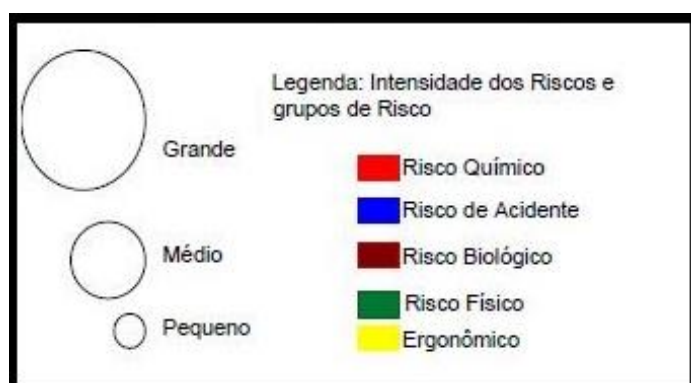 Legenda: Intensidade dos Riscos e
grupos de Risco
Grande
Médio
Pequeno
Risco Químico
Risco de Acidente
Risco Biológico
Risco Físico
Ergonômico